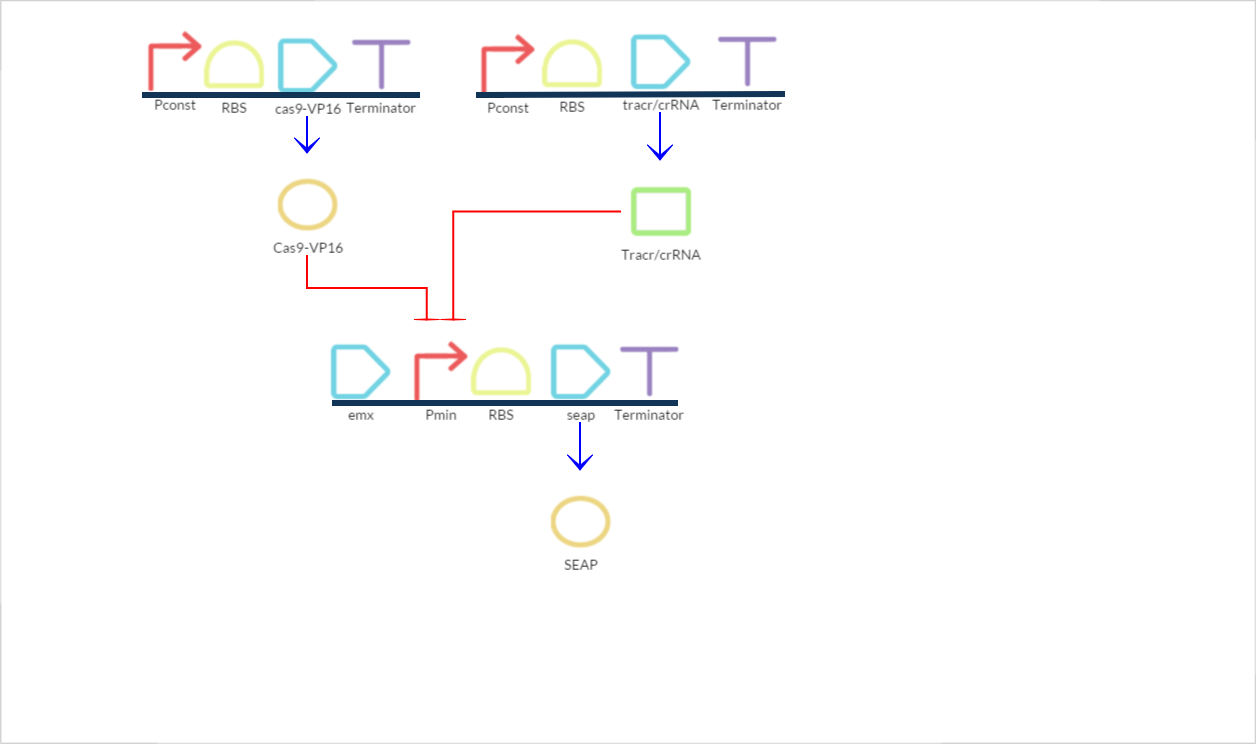 Pconst RBS cas9-VP16 Terminator
Pconst RBS tracr/crRNA Terminator
Cas9-VP16
Tracr/crRNA
emx Pmin RBS seap Terminator
SEAP